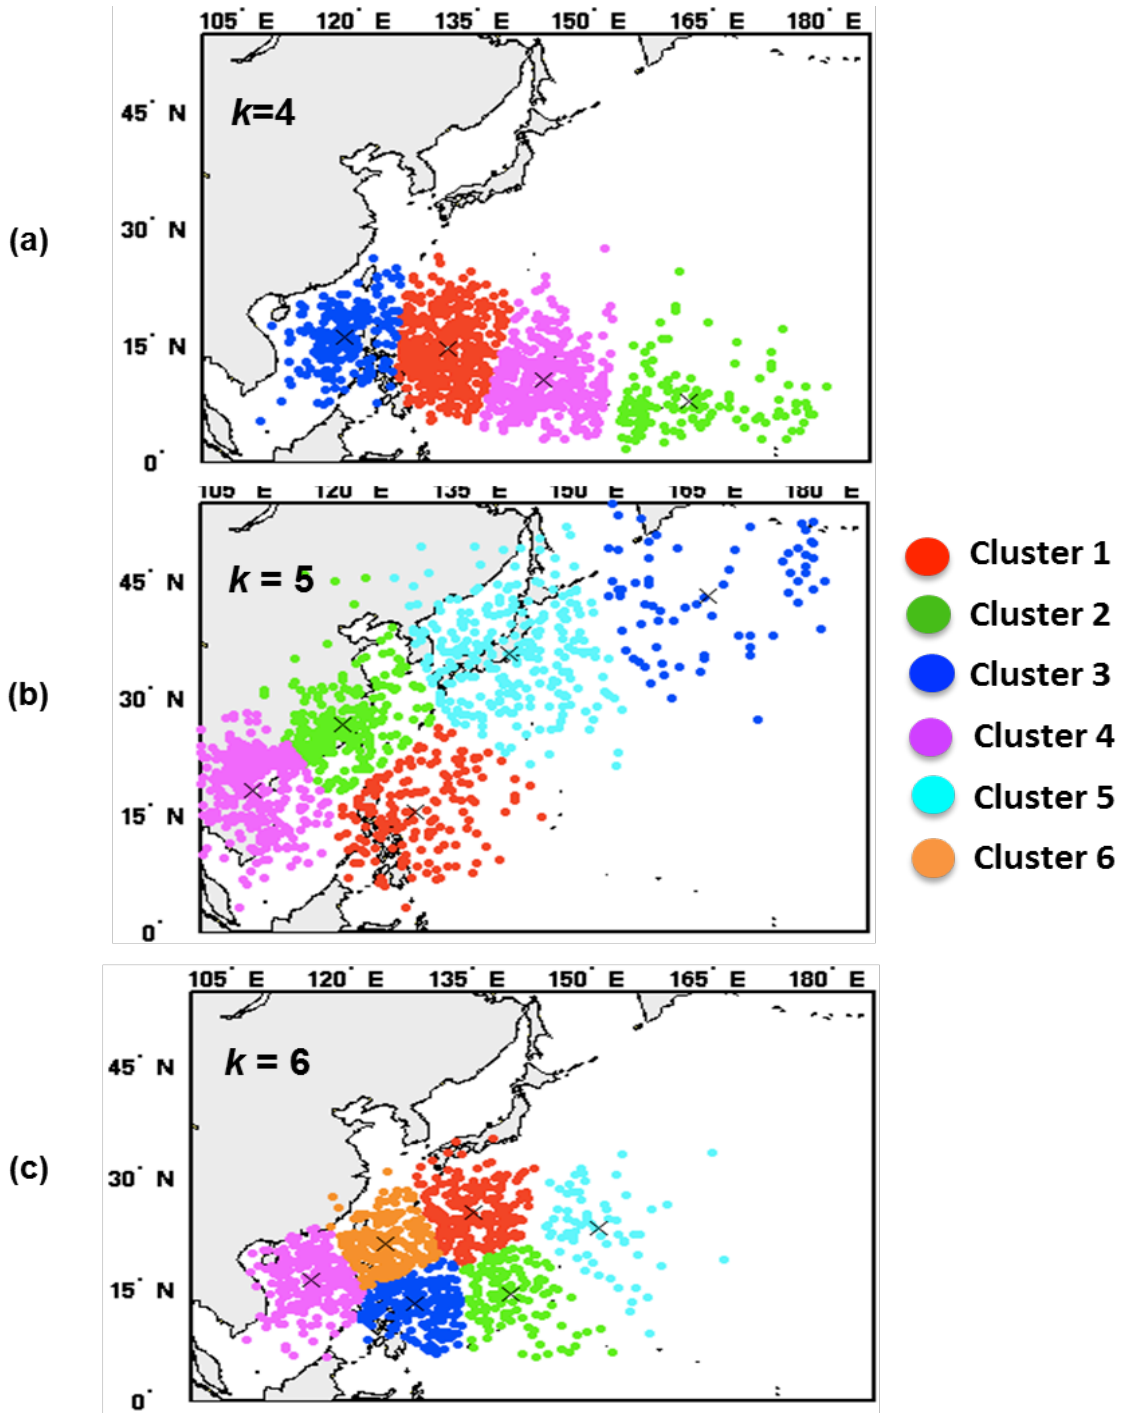 105° E 120° E 135° E 150° E 165° E 180° E
k=4
45° N
30° N
(a)
15° N
0°
105 E 120 E 135 E 150 E 165 E 180 E
k = 5
45° N
30° N
(b)
15° N
0°
Cluster 1
Cluster 2
Cluster 3
Cluster 4
Cluster 5
Cluster 6
105° E 120° E 135° E 150° E 165° E 180° E
k = 6
45° N
30° N
(c)
15° N
0°